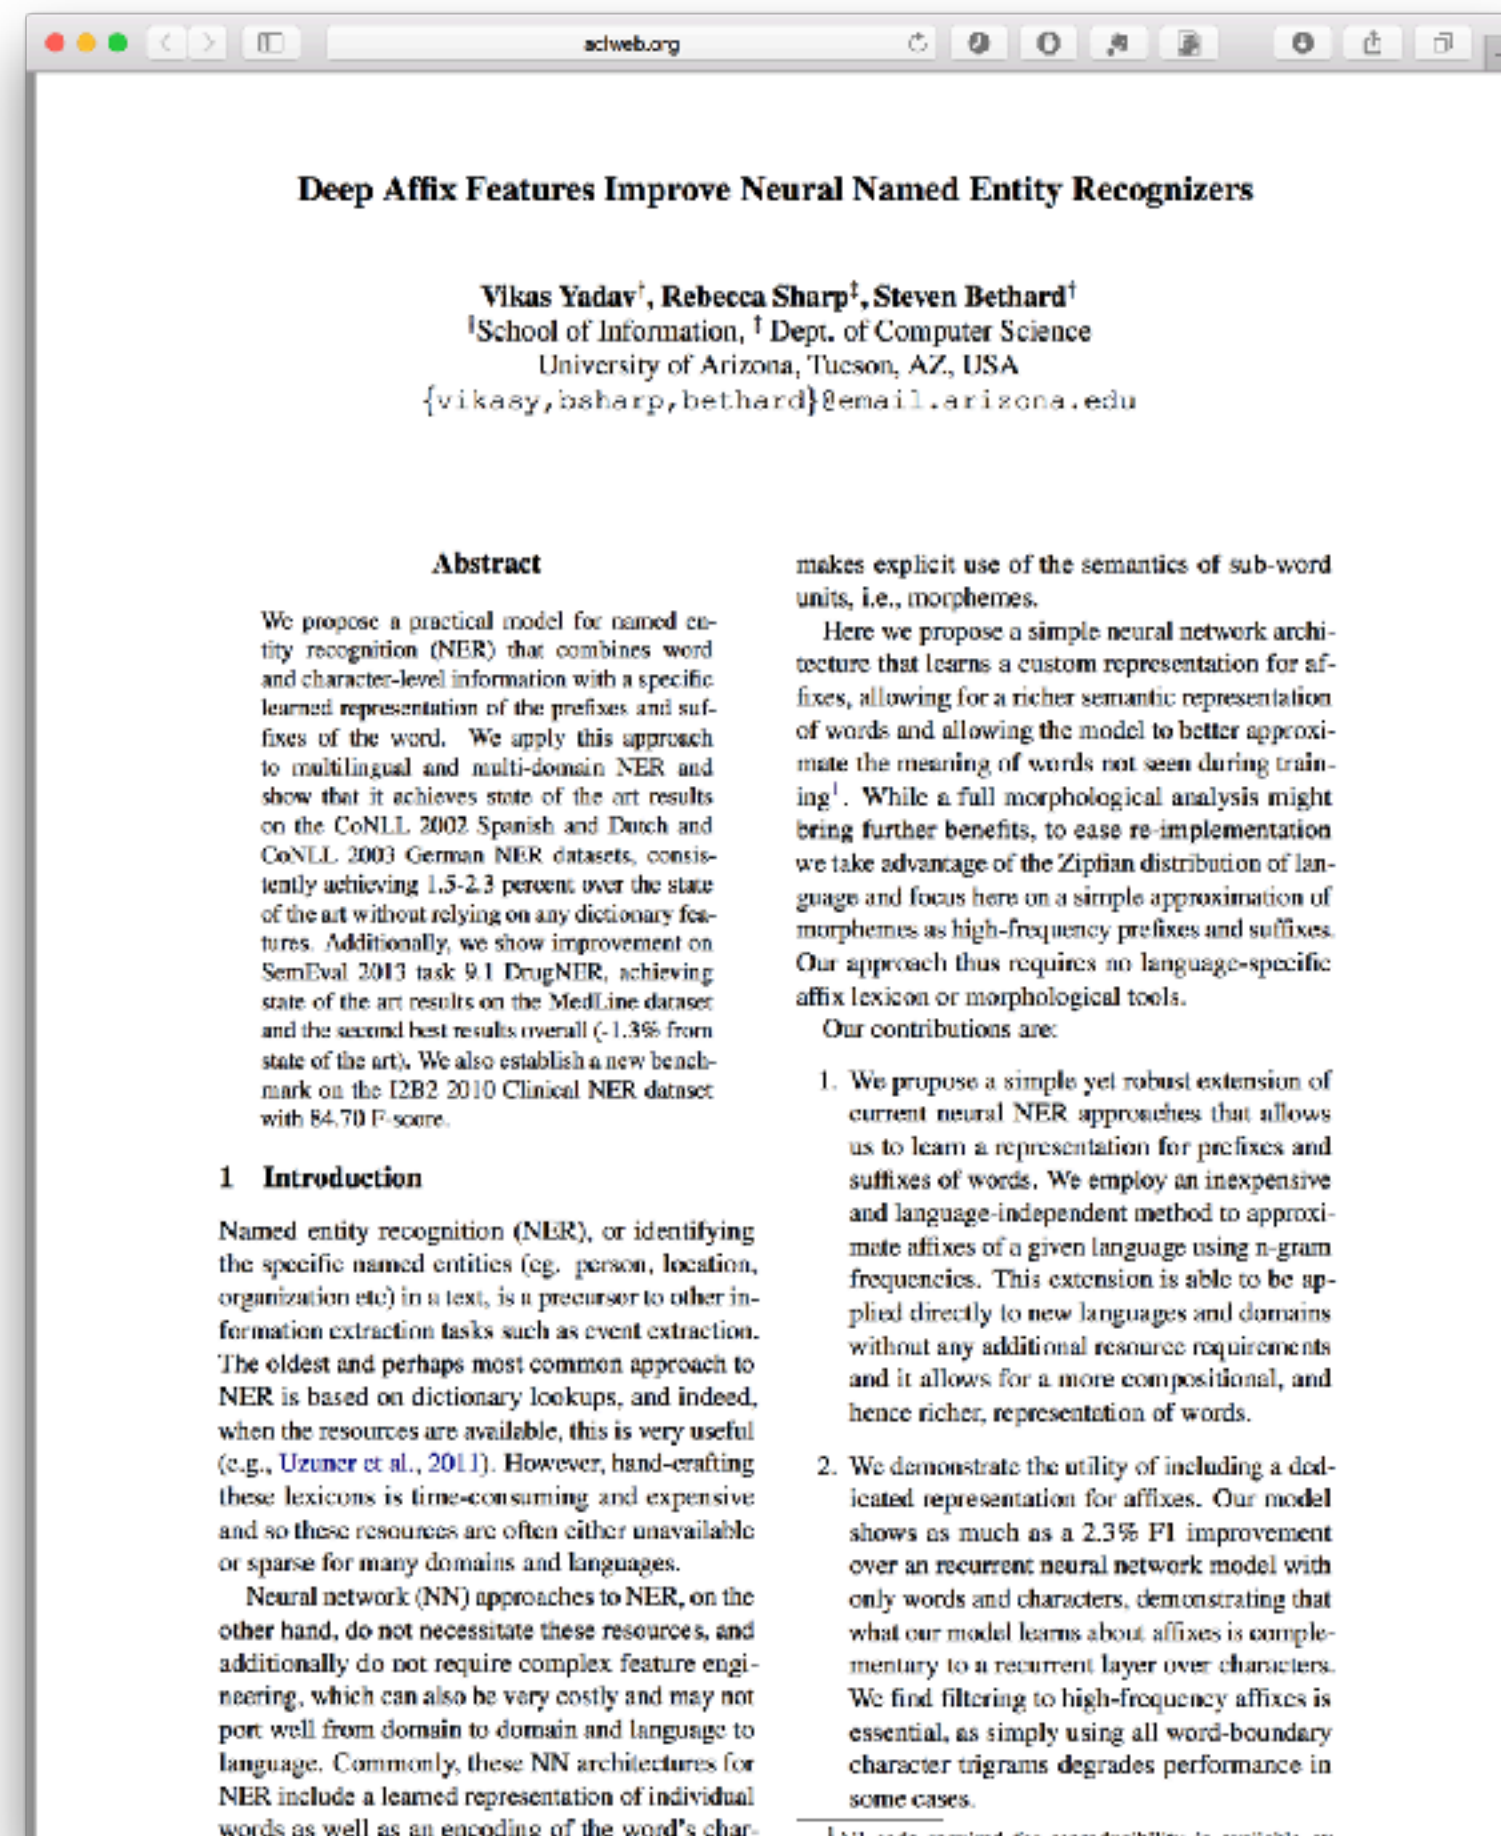 aclweb.org
Deep Affix Features Improve Neural Named Entity Recognizers
Vikas Yadav†, Rebecca Sharp‡, Steven Bethard†
†School of Information, ‡ Dept. of Computer Science
University of Arizona, Tucson, AZ, USA
{vikasy,bsharp,bethard}@email.arizona.edu
Abstract
We propose a practical model for named en-
tity recognition (NER) that combines word
and character-level information with a specific
learned representation of the prefixes and suf-
fixes of the word. We apply this approach
to multilingual and multi-domain NER and
show that it achieves state of the art results
on the CoNLL 2002 Spanish and Dutch and
CoNLL 2003 German NER datasets, consis-
tently achieving 1.5-2.3 percent over the state
of the art without relying on any dictionary fea-
tures. Additionally, we show improvement on
SemEval 2013 task 9.1 DrugNER, achieving
state of the art results on the MedLine dataset
and the second best results overall (-1.3% from
state of the art). We also establish a new bench-
mark on the I2B2 2010 Clinical NER dataset
with 84.70 F-score.
1 Introduction
Named entity recognition (NER), or identifying
the specific named entities (eg. person, location,
organization etc) in a text, is a precursor to other in-
formation extraction tasks such as event extraction.
The oldest and perhaps most common approach to
NER is based on dictionary lookups, and indeed,
when the resources are available, this is very useful
(e.g., Uzuner et al., 2011). However, hand-crafting
these lexicons is time-consuming and expensive
and so these resources are often either unavailable
or sparse for many domains and languages.
Neural network (NN) approaches to NER, on the
other hand, do not necessitate these resources, and
additionally do not require complex feature engi-
neering, which can also be very costly and may not
port well from domain to domain and language to
language. Commonly, these NN architectures for
NER include a learned representation of individual
words as well as an encoding of the word's char-
makes explicit use of the semantics of sub-word
units, i.e., morphemes.
Here we propose a simple neural network archi-
tecture that learns a custom representation for af-
fixes, allowing for a richer semantic representation
of words and allowing the model to better approxi-
mate the meaning of words not seen during train-
ing1. While a full morphological analysis might
bring further benefits, to ease re-implementation
we take advantage of the Zipfian distribution of lan-
guage and focus here on a simple approximation of
morphemes as high-frequency prefixes and suffixes.
Our approach thus requires no language-specific
affix lexicon or morphological tools.
Our contributions are:
1. We propose a simple yet robust extension of
current neural NER approaches that allows
us to learn a representation for prefixes and
suffixes of words. We employ an inexpensive
and language-independent method to approxi-
mate affixes of a given language using n-gram
frequencies. This extension is able to be ap-
plied directly to new languages and domains
without any additional resource requirements
and it allows for a more compositional, and
hence richer, representation of words.
2. We demonstrate the utility of including a ded-
icated representation for affixes. Our model
shows as much as a 2.3% F1 improvement
over an recurrent neural network model with
only words and characters, demonstrating that
what our model learns about affixes is comple-
mentary to a recurrent layer over characters.
We find filtering to high-frequency affixes is
essential, as simply using all word-boundary
character trigrams degrades performance in
some cases.